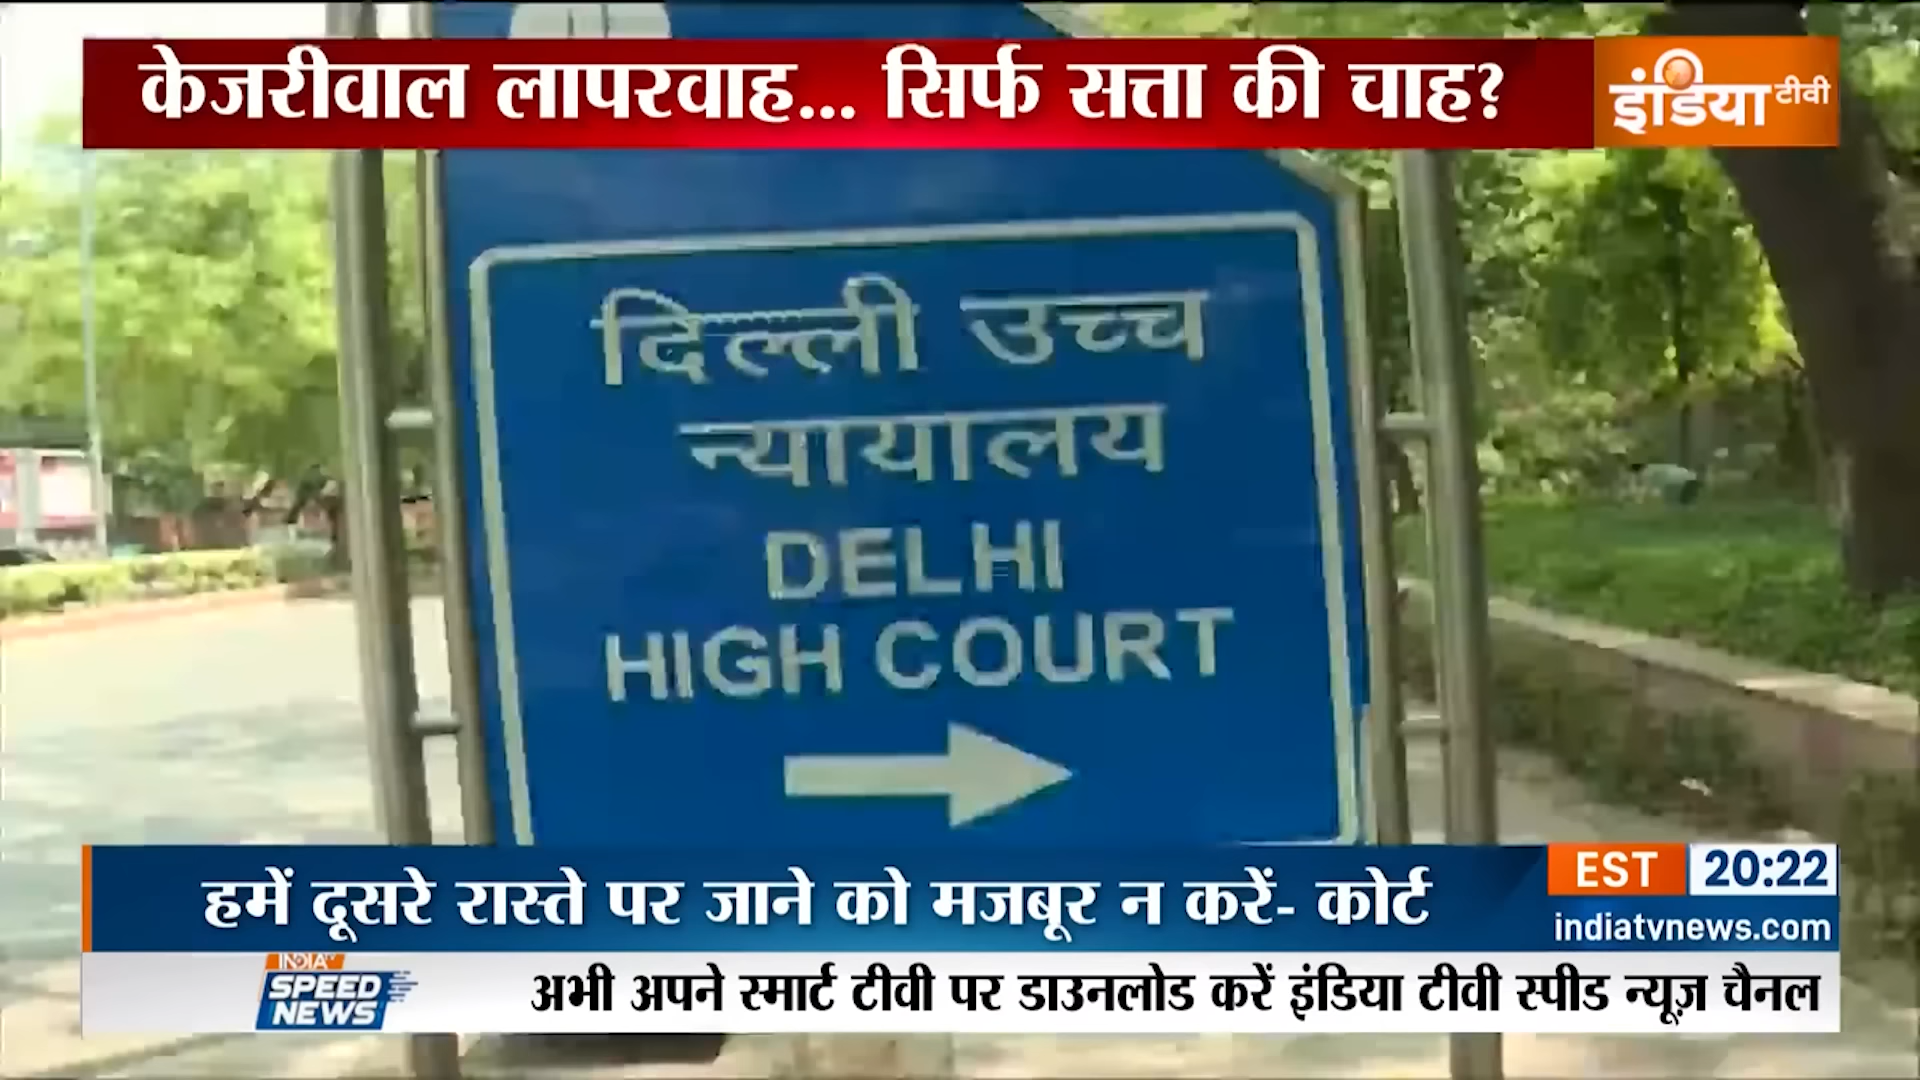 केजरीवाल लापरवाह... सिर्फ सत्ता की चाह?
इंडिया टीवी
दिल्ली उच्च
न्यायालय
DELHI
HIGH COURT
हमें दूसरे रास्ते पर जाने को मजबूर न करें- कोर्ट
EST 20:22
indiatvnews.com
INDIA TV
SPEED
NEWS
अभी अपने स्मार्ट टीवी पर डाउनलोड करें इंडिया टीवी स्पीड न्यूज़ चैनल